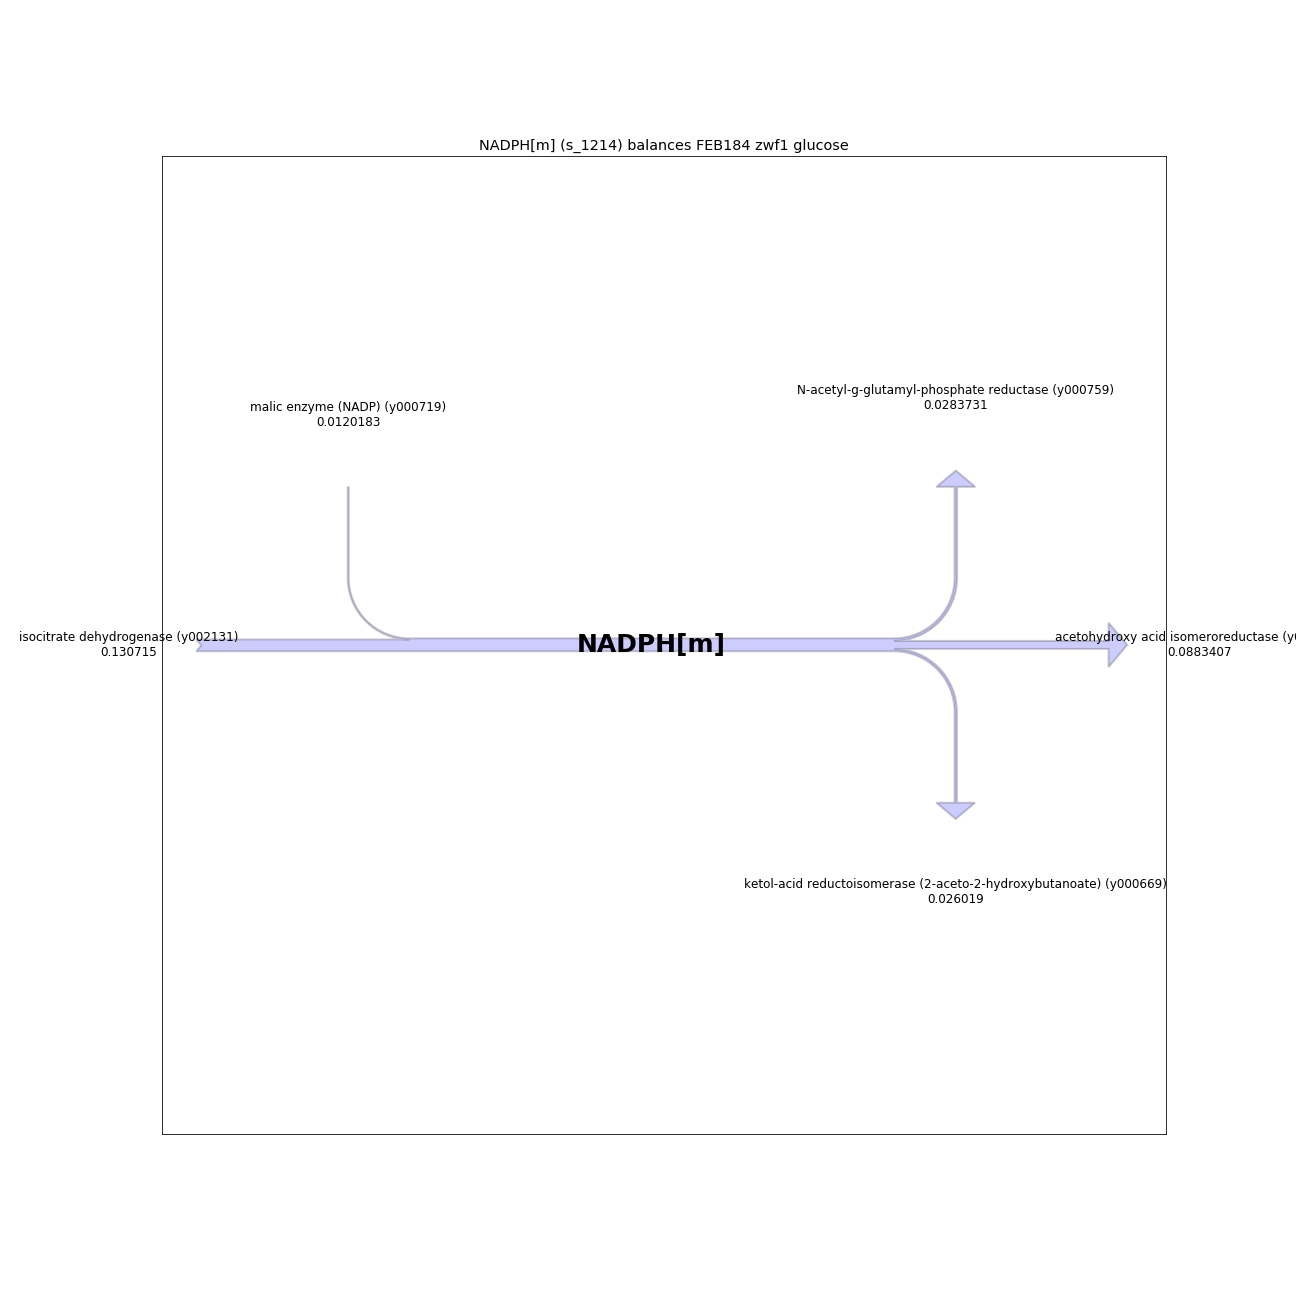 NADPH[m] (s_1214) balances FEB184 zwf1 glucose
N-acetyl-g-glutamyl-phosphate reductase (y000759)
0.0283731
malic enzyme (NADP) (y000719)
0.0120183
isocitrate dehydrogenase (y002131)
0.130715
NADPH[m]
acetohydroxy acid isomeroreductase (y0
0.0883407
ketol-acid reductoisomerase (2-aceto-2-hydroxybutanoate) (y000669)
0.026019